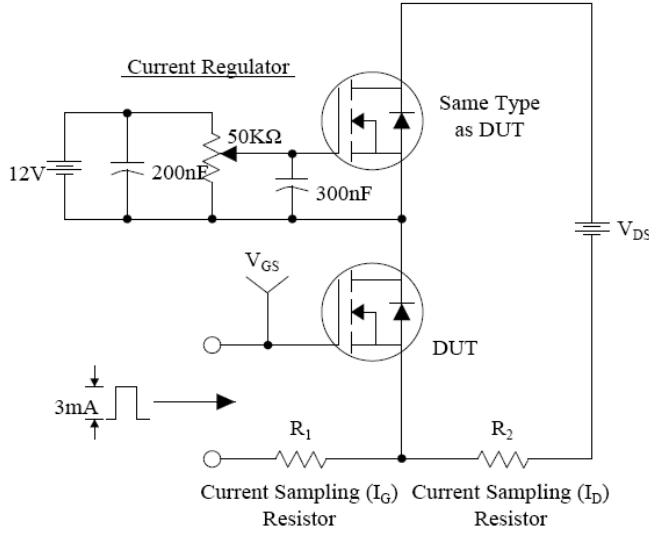 Current Regulator
Same Type
as DUT
50KΩ
12V
200nF
300nF
V_DS
V_GS
DUT
3mA
R_1
R_2
Current Sampling (I_G)
Resistor
Current Sampling (I_D)
Resistor